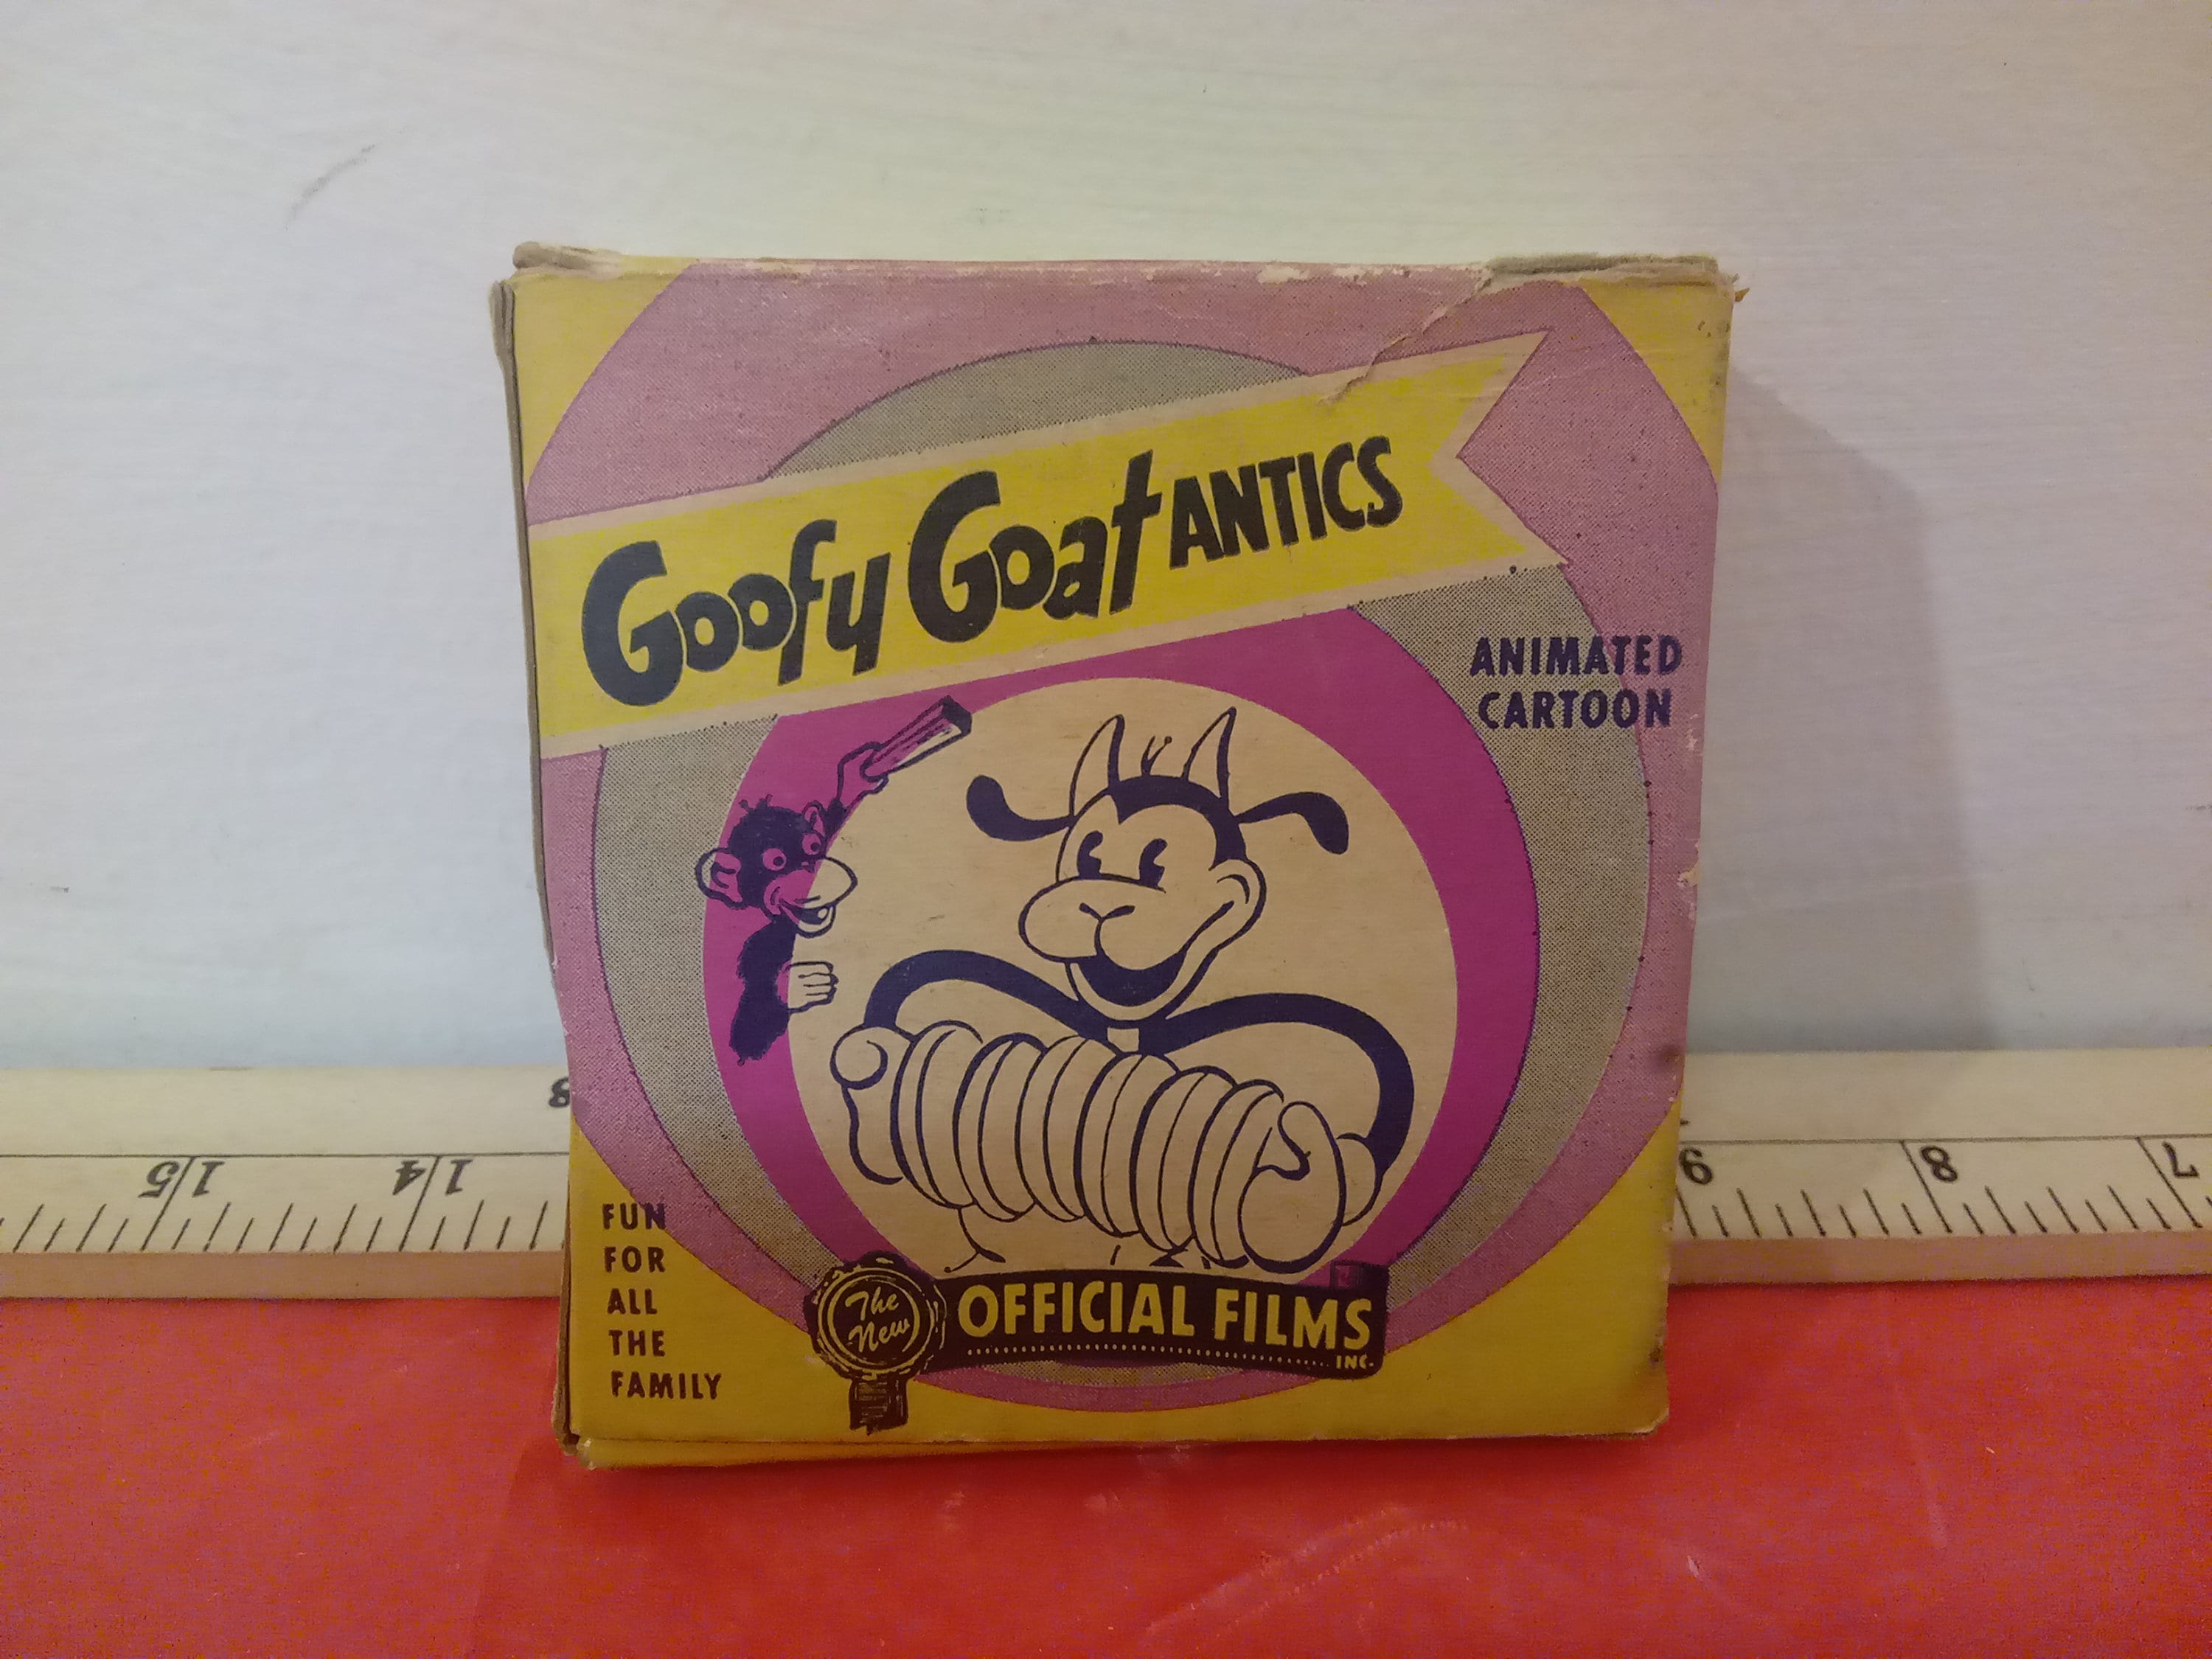 Goofy Goat ANTICS
ANIMATED
CARTOON
FUN
FOR
ALL
THE
FAMILY
The
New
OFFICIAL FILMS
INC.
15
14
9
8
7